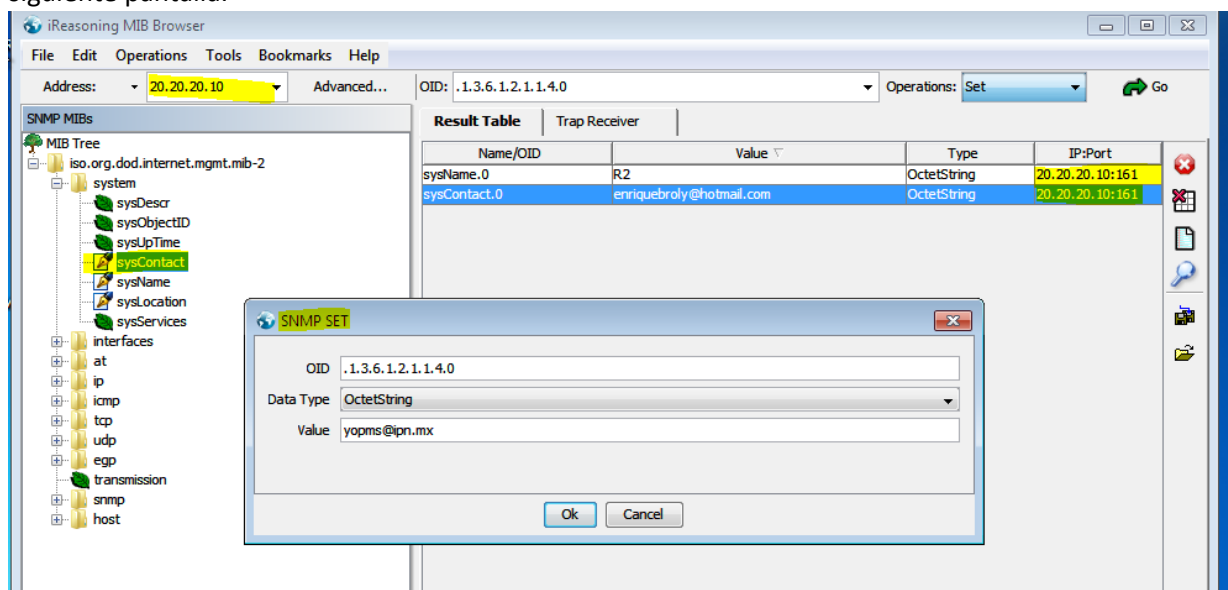 siguiente pantalla:
iReasoning MIB Browser
File Edit Operations Tools Bookmarks Help
Address: 20.20.20.10 Advanced... OID: .1.3.6.1.2.1.1.4.0 Operations: Set Go
SNMP MIBs
Result Table Trap Receiver
MIB Tree
iso.org.dod.internet.mgmt.mib-2
system
sysDescr
sysObjectID
sysUpTime
sysContact
sysName
sysLocation
sysServices
interfaces
at
ip
icmp
tcp
udp
egp
transmission
snmp
host
Name/OID Value Type IP:Port
sysName.0 R2 OctetString 20.20.20.10:161
sysContact.0 enriquebroly@hotmail.com OctetString 20.20.20.10:161
SNMP SET
OID .1.3.6.1.2.1.1.4.0
Data Type OctetString
Value yopms@ipn.mx
Ok Cancel